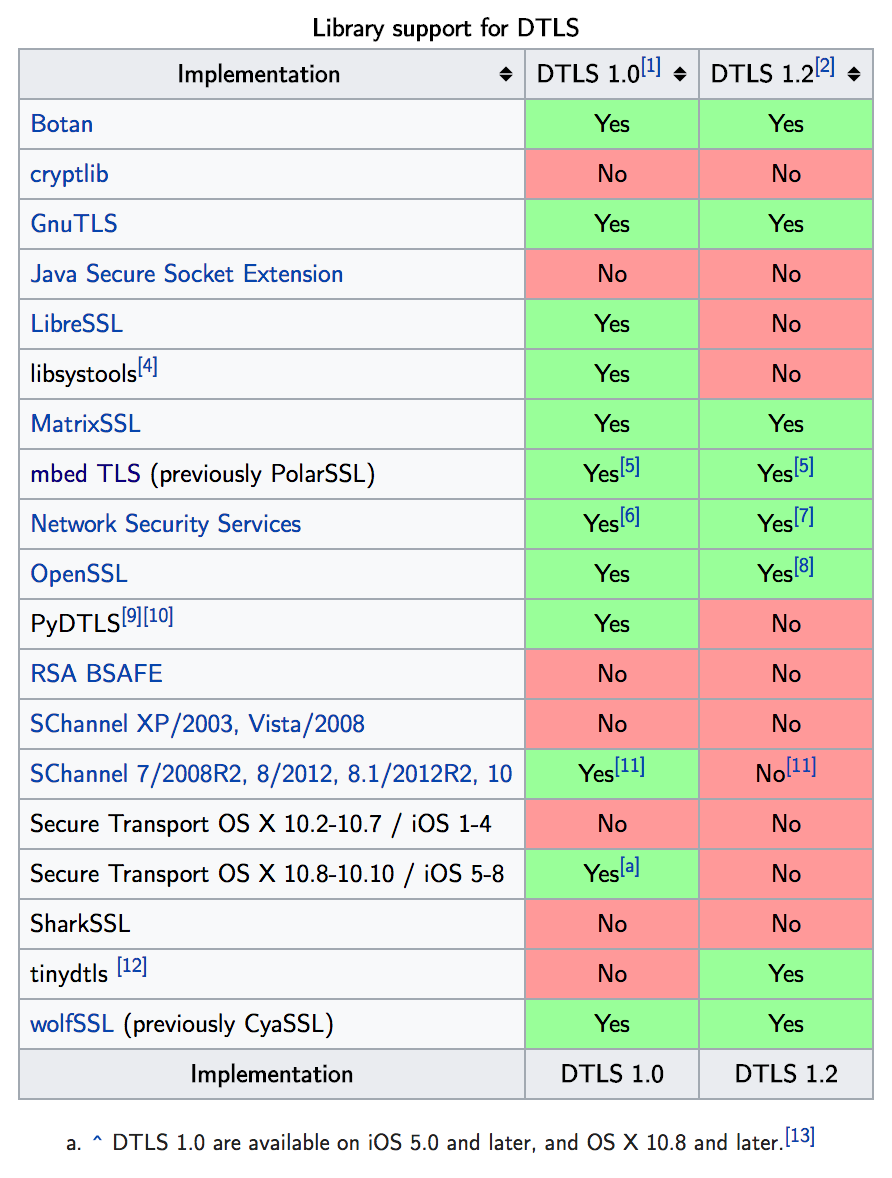 Library support for DTLS
Implementation DTLS 1.0[1] DTLS 1.2[2]
Botan Yes Yes
cryptlib No No
GnuTLS Yes Yes
Java Secure Socket Extension No No
LibreSSL Yes No
libsystools[4] Yes No
MatrixSSL Yes Yes
mbed TLS (previously PolarSSL) Yes[5] Yes[5]
Network Security Services Yes[6] Yes[7]
OpenSSL Yes Yes[8]
PyDTLS[9][10] Yes No
RSA BSAFE No No
SChannel XP/2003, Vista/2008 No No
SChannel 7/2008R2, 8/2012, 8.1/2012R2, 10 Yes[11] No[11]
Secure Transport OS X 10.2-10.7 / iOS 1-4 No No
Secure Transport OS X 10.8-10.10 / iOS 5-8 Yes[a] No
SharkSSL No No
tinydtls [12] No Yes
wolfSSL (previously CyaSSL) Yes Yes
Implementation DTLS 1.0 DTLS 1.2
a. ^ DTLS 1.0 are available on iOS 5.0 and later, and OS X 10.8 and later.[13]